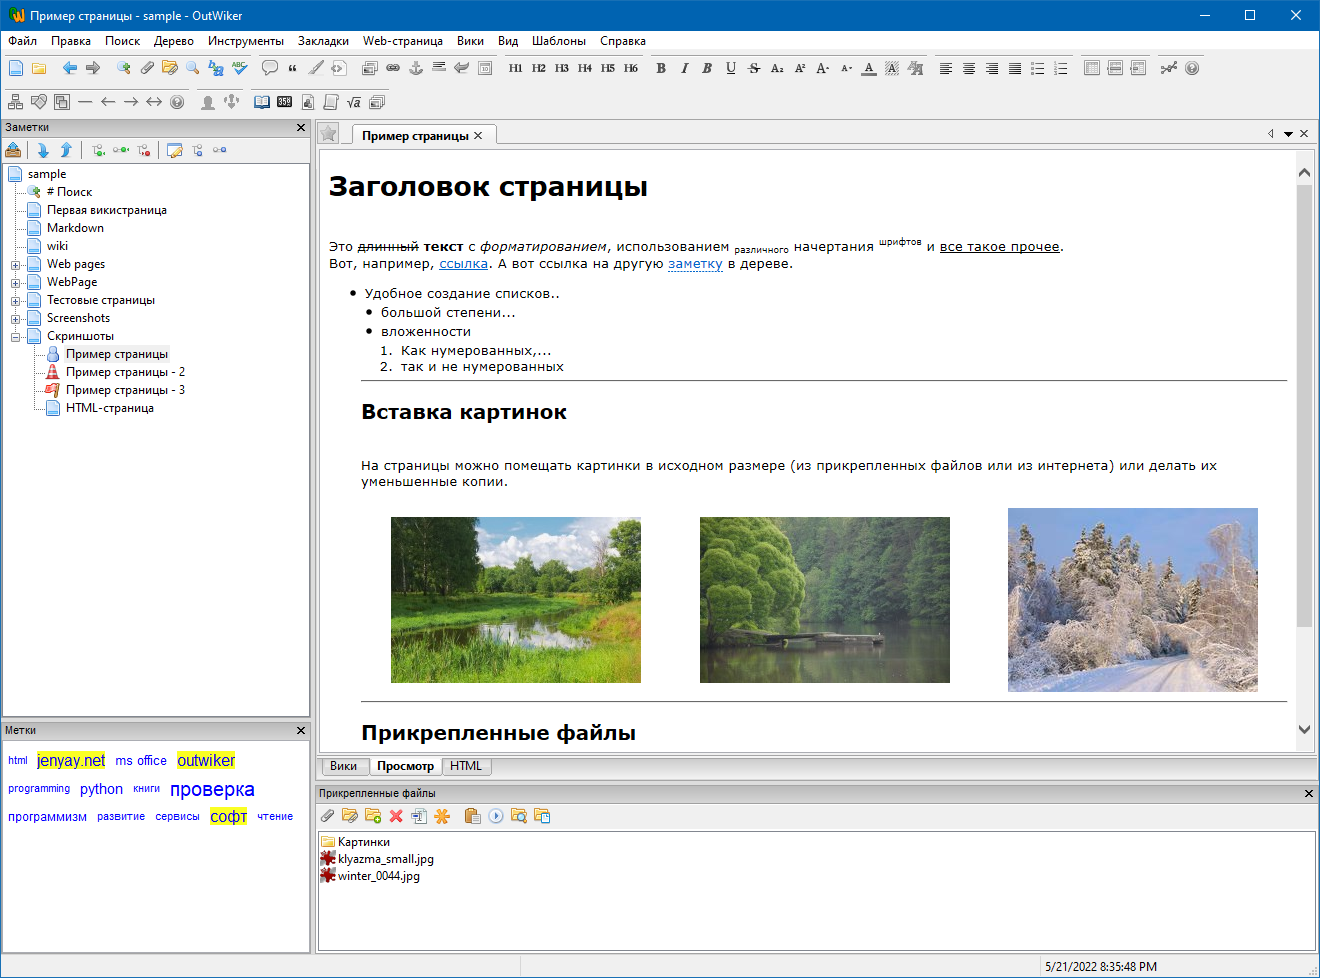 Пример страницы - sample - OutWiker
Файл Правка Поиск Дерево Инструменты Закладки Web-страница Вики Вид Шаблоны Справка
H1 H2 H3 H4 H5 H6 B I B U S
Заметки
sample
# Поиск
Первая викистраница
Markdown
wiki
Web pages
WebPage
Тестовые страницы
Screenshots
Скриншоты
Пример страницы
Пример страницы - 2
Пример страницы - 3
HTML-страница
Метки
html jenyay.net ms office outwiker
programming python книги проверка
программизм развитие сервисы софт чтение
Пример страницы
Заголовок страницы
Это длинный текст с форматированием, использованием различного начертания шрифтов и все такое прочее.
Вот, например, ссылка. А вот ссылка на другую заметку в дереве.
Удобное создание списков..
большой степени...
вложенности
1. Как нумерованных,...
2. так и не нумерованных
Вставка картинок
На страницы можно помещать картинки в исходном размере (из прикрепленных файлов или из интернета) или делать их
уменьшенные копии.
Прикрепленные файлы
Вики Просмотр HTML
Прикрепленные файлы
Картинки
klyazma_small.jpg
winter_0044.jpg
5/21/2022 8:35:48 PM